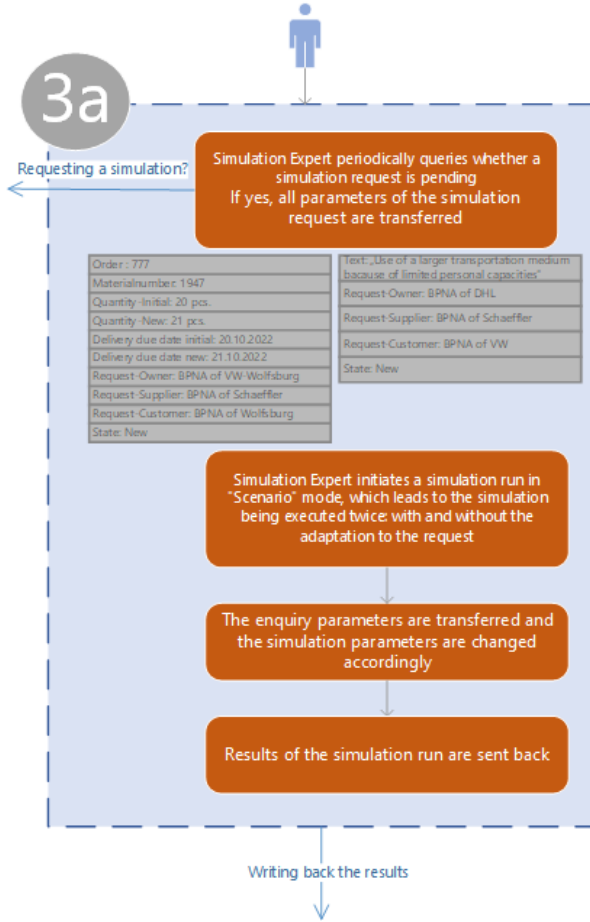 3a
Requesting a simulation?
Simulation Expert periodically queries whether a
simulation request is pending
If yes, all parameters of the simulation
request are transferred
Order : 777
Materialnumber: 1947
Quantity-Initial: 20 pcs.
Quantity-New: 21 pcs.
Delivery due date initial: 20.10.2022
Delivery due date new: 21.10.2022
Request-Owner: BPNA of VW-Wolfsburg
Request-Supplier: BPNA of Schaeffler
Request-Customer: BPNA of Wolfsburg
State: New
Text: „Use of a larger transportation medium
bacause of limited personal capacities“
Request-Owner: BPNA of DHL
Request-Supplier: BPNA of Schaeffler
Request-Customer: BPNA of VW
State: New
Simulation Expert initiates a simulation run in
"Scenario" mode, which leads to the simulation
being executed twice: with and without the
adaptation to the request
The enquiry parameters are transferred and
the simulation parameters are changed
accordingly
Results of the simulation run are sent back
Writing back the results